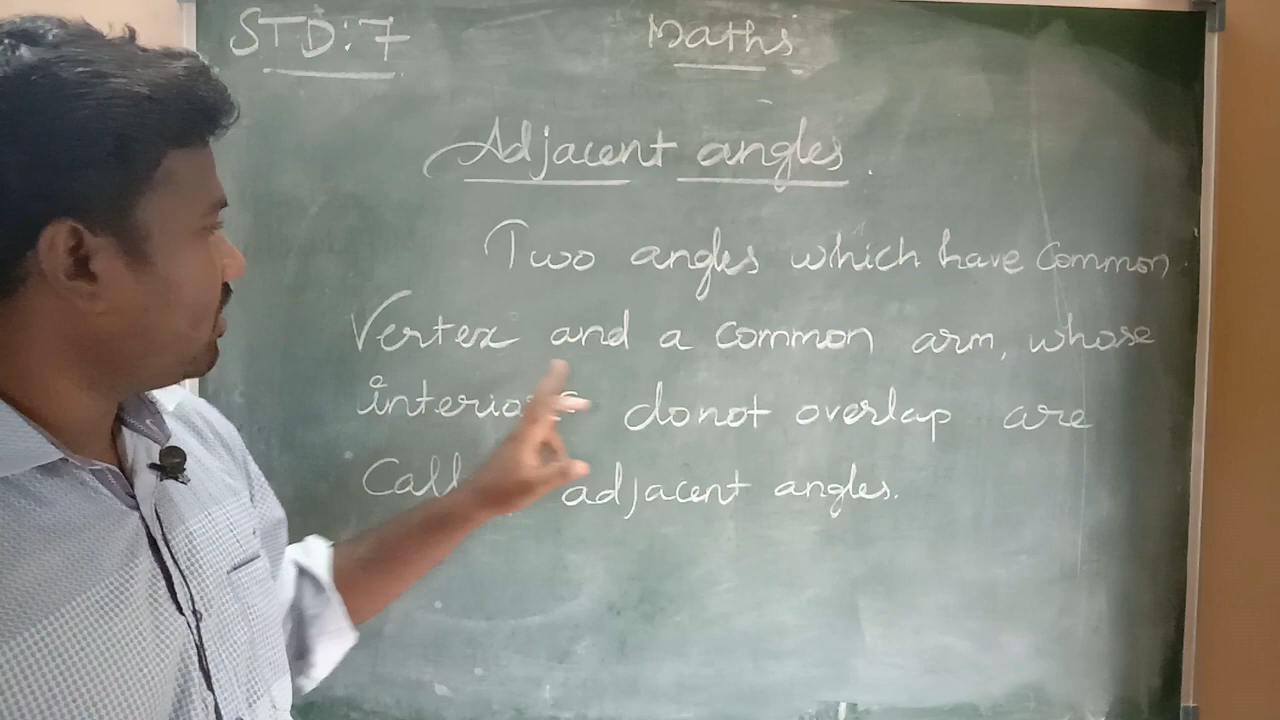 STD: 7
Maths
Adjacent angles.
Two angles which have common
Vertex and a common arm, whose
donot overlap are
adjacent angles.